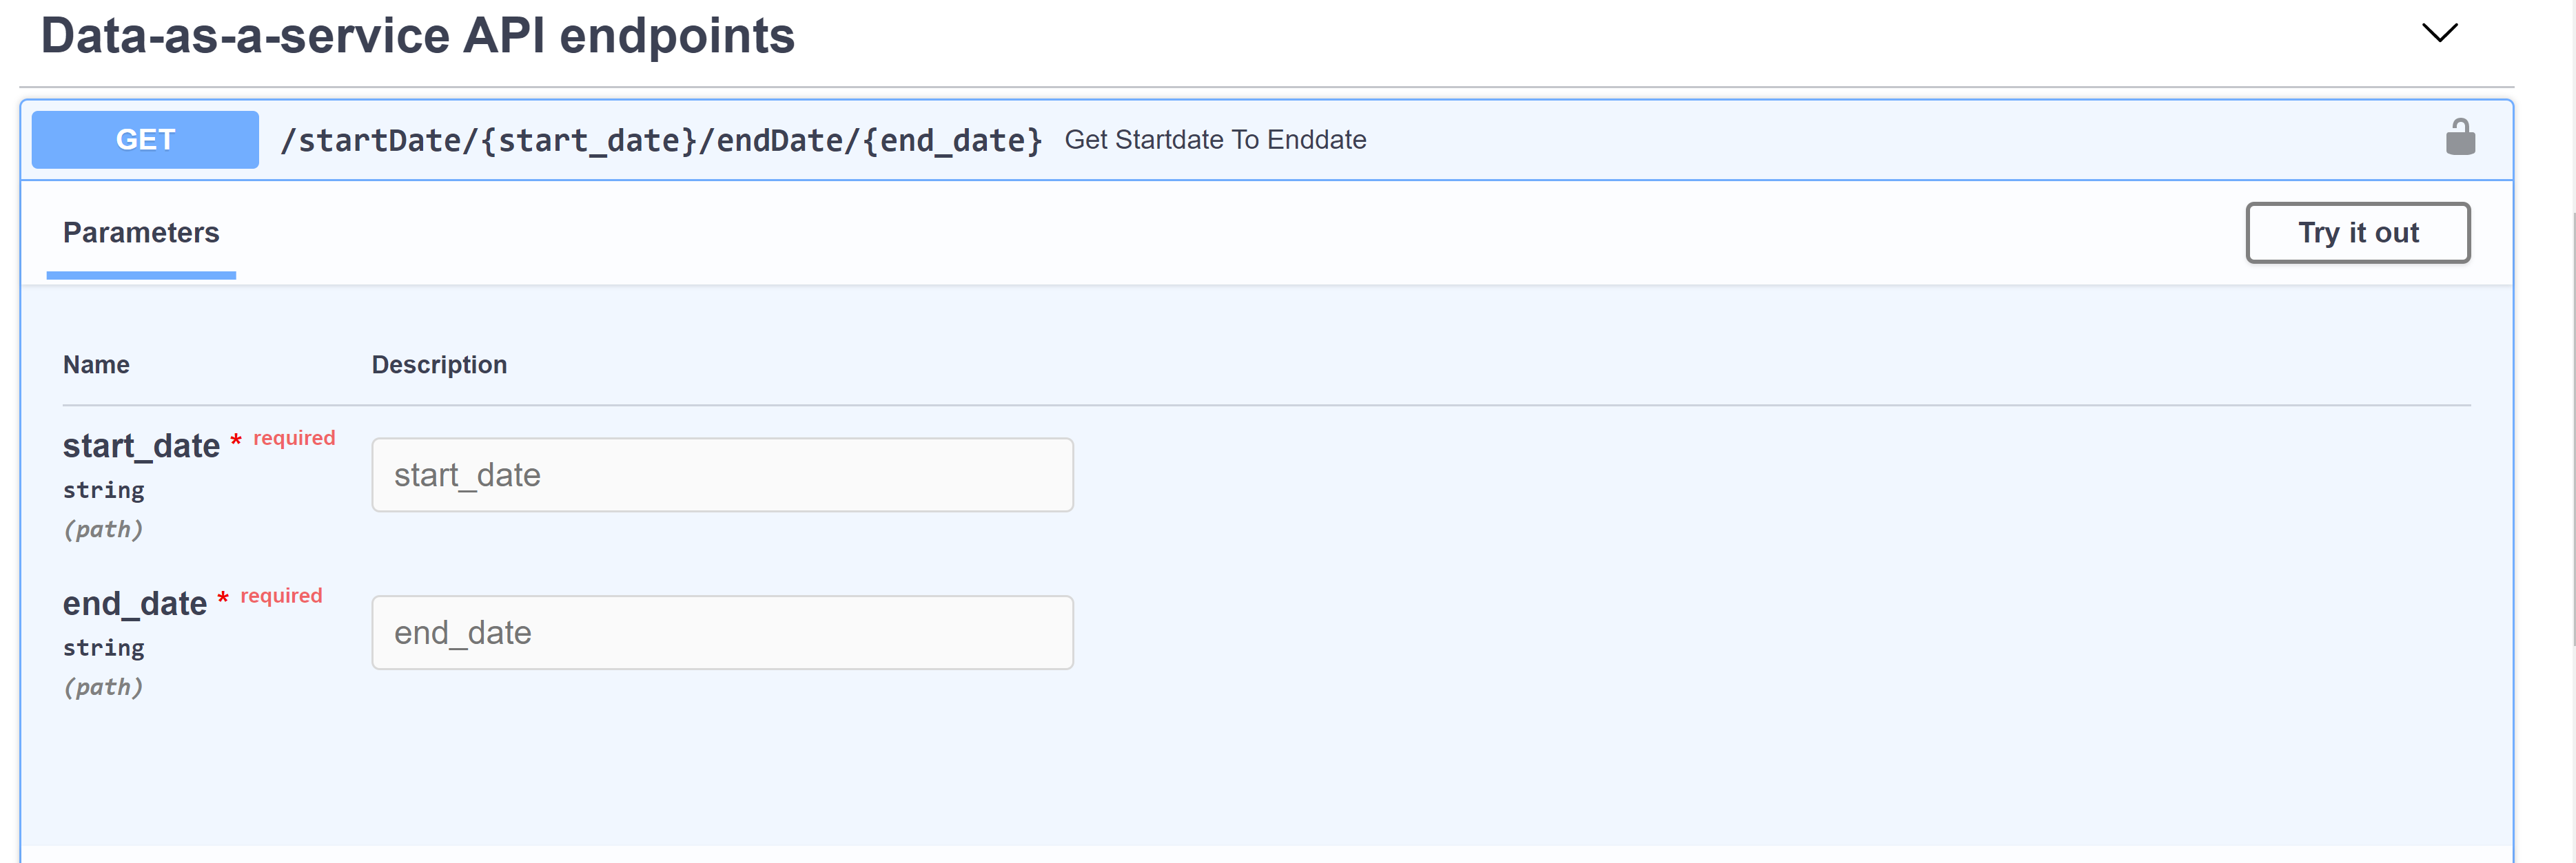 Data-as-a-service API endpoints
GET /startDate/{start_date}/endDate/{end_date} Get Startdate To Enddate
Parameters
Try it out
Name Description
start_date * required
string
(path)
start_date
end_date * required
string
(path)
end_date